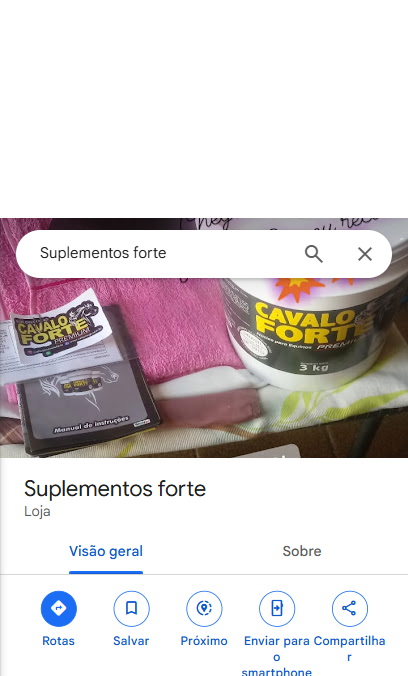 Suplementos forte
CAVALO
FORTE
PREMIUM
CAVALO
FORTE
PREMIUM
3 kg
Manual de instruções
Suplementos forte
Loja
Visão geral
Sobre
Rotas
Salvar
Próximo
Enviar para
o
smartphone
Compartilha
r